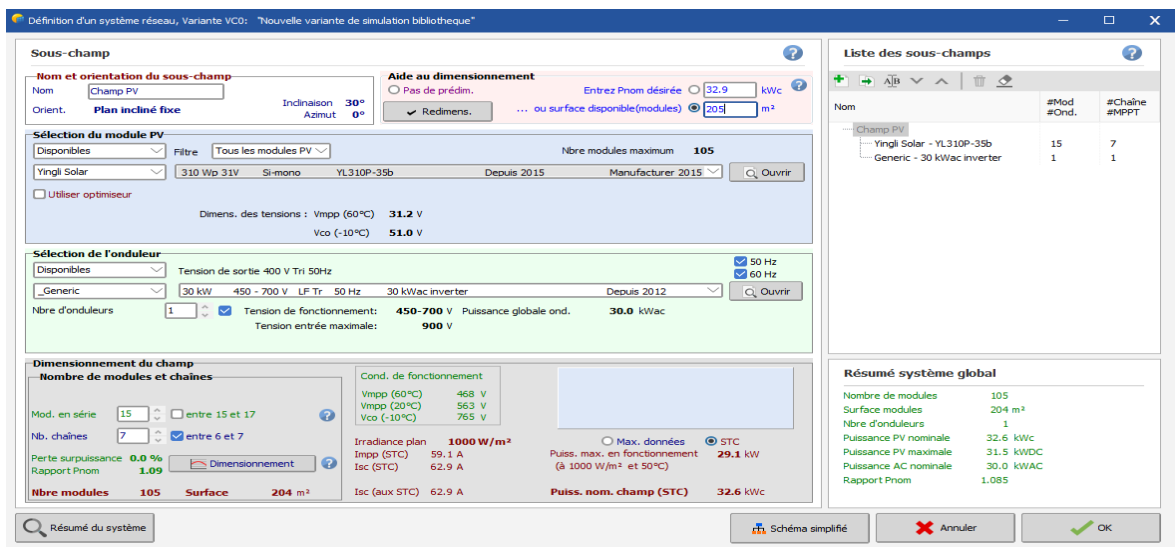 Définition d'un système réseau, Variante VC0: "Nouvelle variante de simulation bibliotheque"
Sous-champ
?
Nom et orientation du sous-champ
Nom Champ PV
Orient. Plan incliné fixe
Inclinaison 30°
Azimut 0°
Aide au dimensionnement
Pas de prédim. Entrez Pnom désirée 32.9 kWc ?
Redimens. ... ou surface disponible(modules) 205 m²
Sélection du module PV
Disponibles Filtre Tous les modules PV Nbre modules maximum 105
Yingli Solar 310 Wp 31V Si-mono YL310P-35b Depuis 2015 Manufacturer 2015 Ouvrir
Utiliser optimiseur
Dimens. des tensions : Vmpp (60°C) 31.2 V
Vco (-10°C) 51.0 V
Sélection de l'onduleur
Disponibles Tension de sortie 400 V Tri 50Hz
50 Hz
60 Hz
_Generic 30 kW 450 - 700 V LF Tr 50 Hz 30 kWac inverter Depuis 2012 Ouvrir
Nbre d'onduleurs 1 Tension de fonctionnement: 450-700 V Puissance globale ond. 30.0 kWac
Tension entrée maximale: 900 V
Dimensionnement du champ
Nombre de modules et chaînes
Mod. en série 15 entre 15 et 17 ?
Nb. chaînes 7 entre 6 et 7
Perte surpuissance 0.0 %
Rapport Pnom 1.09
Dimensionnement ?
Nbre modules 105 Surface 204 m²
Cond. de fonctionnement
Vmpp (60°C) 468 V
Vmpp (20°C) 563 V
Vco (-10°C) 765 V
Irradiance plan 1000 W/m²
Impp (STC) 59.1 A
Isc (STC) 62.9 A
Isc (aux STC) 62.9 A
Max. données STC
Puiss. max. en fonctionnement 29.1 kW
(à 1000 W/m² et 50°C)
Puiss. nom. champ (STC) 32.6 kWc
Liste des sous-champs
?
AB
Nom #Mod #Chaîne
#Ond. #MPPT
Champ PV
Yingli Solar - YL310P-35b 15 7
Generic - 30 kWac inverter 1 1
Résumé système global
Nombre de modules 105
Surface modules 204 m²
Nbre d'onduleurs 1
Puissance PV nominale 32.6 kWc
Puissance PV maximale 31.5 kWDC
Puissance AC nominale 30.0 kWAC
Rapport Pnom 1.085
Résumé du système
Schéma simplifié
Annuler
OK